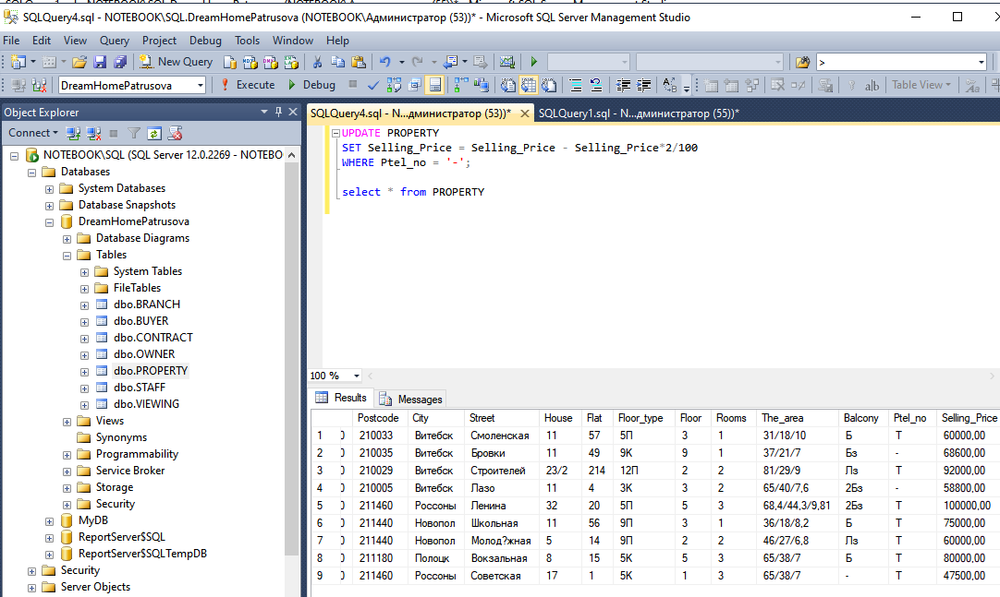 SQLQuery4.sql - NOTEBOOK\SQL.DreamHomePatrusova (NOTEBOOK\Администратор (53))* - Microsoft SQL Server Management Studio
File Edit View Query Project Debug Tools Window Help
New Query >
DreamHomePatrusova Execute Debug Table View
Object Explorer
Connect
NOTEBOOK\SQL (SQL Server 12.0.2269 - NOTEBO
Databases
System Databases
Database Snapshots
DreamHomePatrusova
Database Diagrams
Tables
System Tables
FileTables
dbo.BRANCH
dbo.BUYER
dbo.CONTRACT
dbo.OWNER
dbo.PROPERTY
dbo.STAFF
dbo.VIEWING
Views
Synonyms
Programmability
Service Broker
Storage
Security
MyDB
ReportServer$SQL
ReportServer$SQLTempDB
Security
Server Objects
SQLQuery4.sql - N...дминистратор (53))* SQLQuery1.sql - N...дминистратор (55))*
UPDATE PROPERTY
SET Selling_Price = Selling_Price - Selling_Price*2/100
WHERE Ptel_no = '-';
select * from PROPERTY
100 %
Results Messages
Postcode City Street House Flat Floor_type Floor Rooms The_area Balcony Ptel_no Selling_Price
1 210033 Витебск Смоленская 11 57 5П 3 1 31/18/10 Б Т 60000,00
2 210035 Витебск Бровки 11 49 9К 9 1 37/21/7 Бз - 68600,00
3 210029 Витебск Строителей 23/2 214 12П 2 2 81/29/9 Лз Т 92000,00
4 210005 Витебск Лазо 11 4 3К 3 2 65/40/7,6 2Бз - 58800,00
5 211460 Россоны Ленина 32 20 5П 5 3 68,4/44,3/9,81 2Бз Т 100000,00
6 211440 Новопол Школьная 11 56 9П 3 1 36/18/8,2 Б Т 75000,00
7 211440 Новопол Молод?жная 5 14 9П 2 2 46/27/6,8 Лз Т 60000,00
8 211180 Полоцк Вокзальная 8 15 5К 5 3 65/38/7 Б Т 80000,00
9 211460 Россоны Советская 17 1 5К 1 3 65/38/7 - Т 47500,00